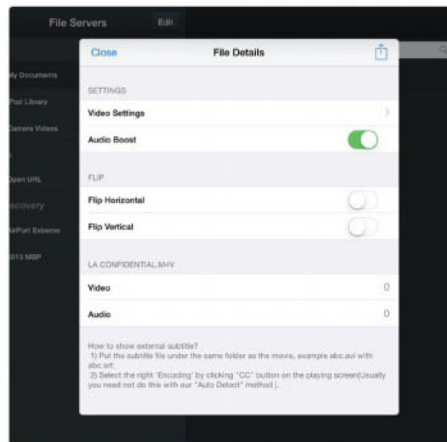 File Servers
Edit
Close
File Details
My Documents
SETTINGS
iPod Library
Video Settings
Camera Videos
Audio Boost
Open URL
FLIP
Flip Horizontal
AirPort Extreme
Flip Vertical
2013 MBP
LA CONFIDENTIAL.M4V
Video
0
Audio
0
How to show external subtitle?
1) Put the subtitle file under the same folder as the movie, example abc.avi with
abc.srt.
2) Select the right 'Encoding' by clicking "CC" button on the playing screen(Usually
you need not do this with our "Auto Detect" method ).